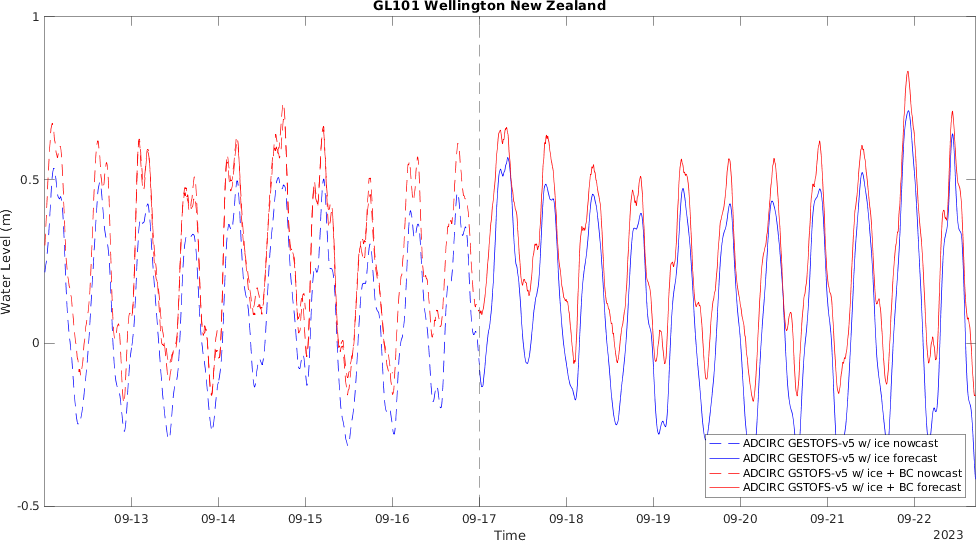 GL101 Wellington New Zealand
1
0.5
0
-0.5
Water Level (m)
ADCIRC GESTOFS-v5 w/ ice nowcast
ADCIRC GESTOFS-v5 w/ ice forecast
ADCIRC GSTOFS-v5 w/ ice + BC nowcast
ADCIRC GSTOFS-v5 w/ ice + BC forecast
09-13 09-14 09-15 09-16 09-17 09-18 09-19 09-20 09-21 09-22
Time
2023